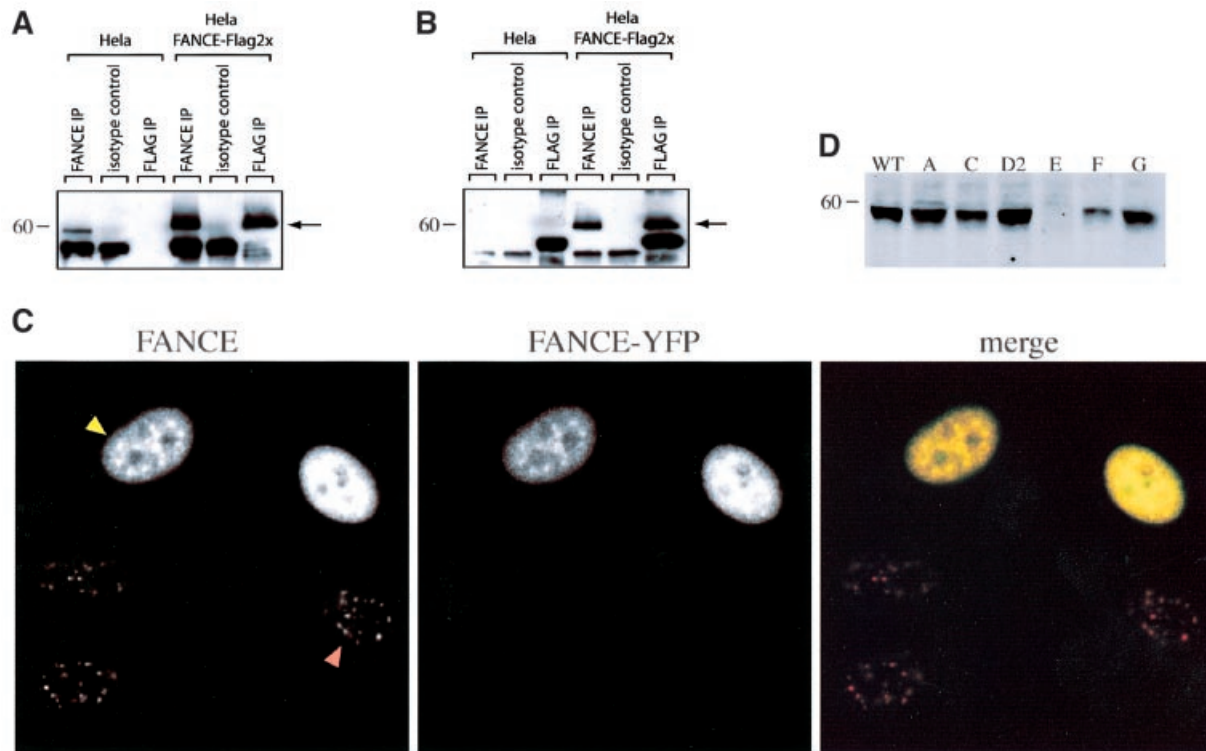 A
Hela
Hela
FANCE-Flag2x
FANCE IP
isotype control
FLAG IP
FANCE IP
isotype control
FLAG IP
60
B
Hela
Hela
FANCE-Flag2x
FANCE IP
isotype control
FLAG IP
FANCE IP
isotype control
FLAG IP
60
D
WT A C D2 E F G
60
C
FANCE
FANCE-YFP
merge